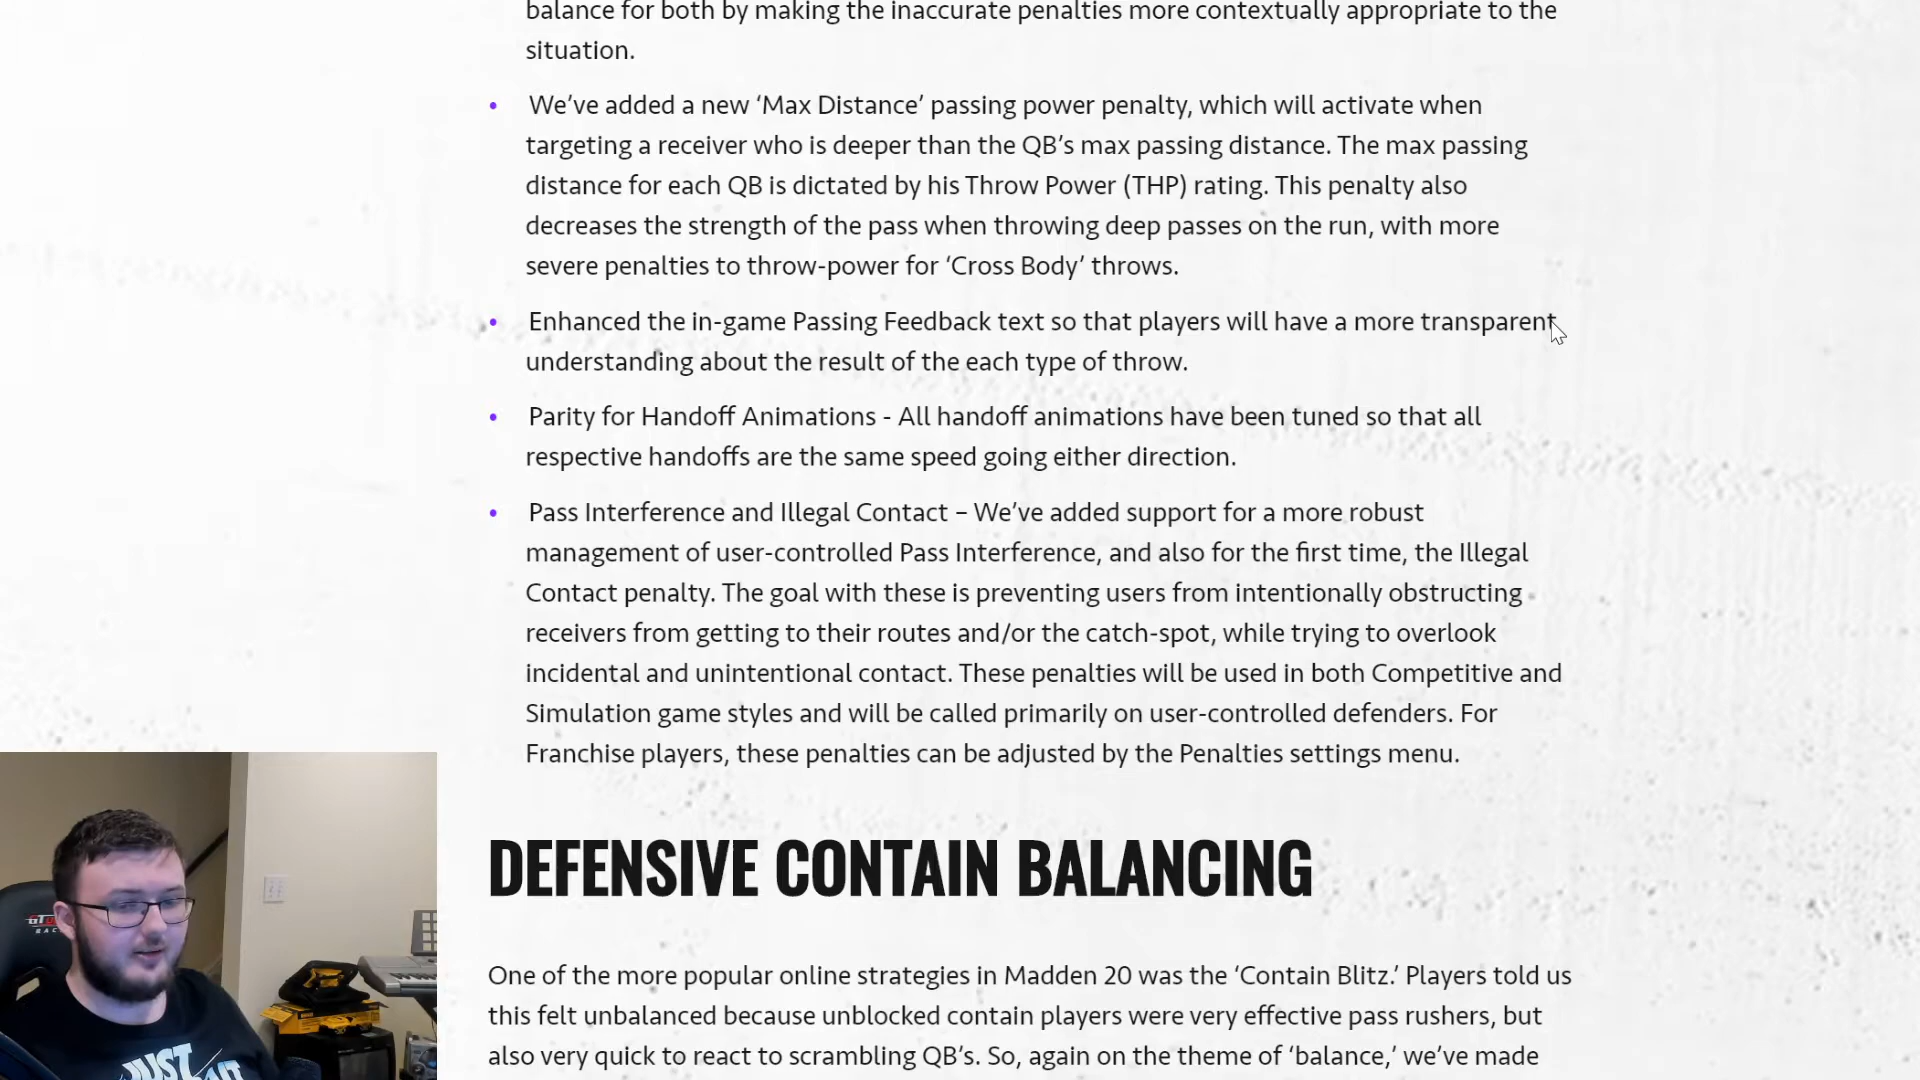 balance for both by making the inaccurate penalties more contextually appropriate to the
situation.
• We’ve added a new ‘Max Distance’ passing power penalty, which will activate when
targeting a receiver who is deeper than the QB’s max passing distance. The max passing
distance for each QB is dictated by his Throw Power (THP) rating. This penalty also
decreases the strength of the pass when throwing deep passes on the run, with more
severe penalties to throw-power for ‘Cross Body’ throws.
• Enhanced the in-game Passing Feedback text so that players will have a more transparent
understanding about the result of the each type of throw.
• Parity for Handoff Animations - All handoff animations have been tuned so that all
respective handoffs are the same speed going either direction.
• Pass Interference and Illegal Contact – We’ve added support for a more robust
management of user-controlled Pass Interference, and also for the first time, the Illegal
Contact penalty. The goal with these is preventing users from intentionally obstructing
receivers from getting to their routes and/or the catch-spot, while trying to overlook
incidental and unintentional contact. These penalties will be used in both Competitive and
Simulation game styles and will be called primarily on user-controlled defenders. For
Franchise players, these penalties can be adjusted by the Penalties settings menu.
DEFENSIVE CONTAIN BALANCING
One of the more popular online strategies in Madden 20 was the ‘Contain Blitz.’ Players told us
this felt unbalanced because unblocked contain players were very effective pass rushers, but
also very quick to react to scrambling QB’s. So, again on the theme of ‘balance,’ we’ve made
JUST